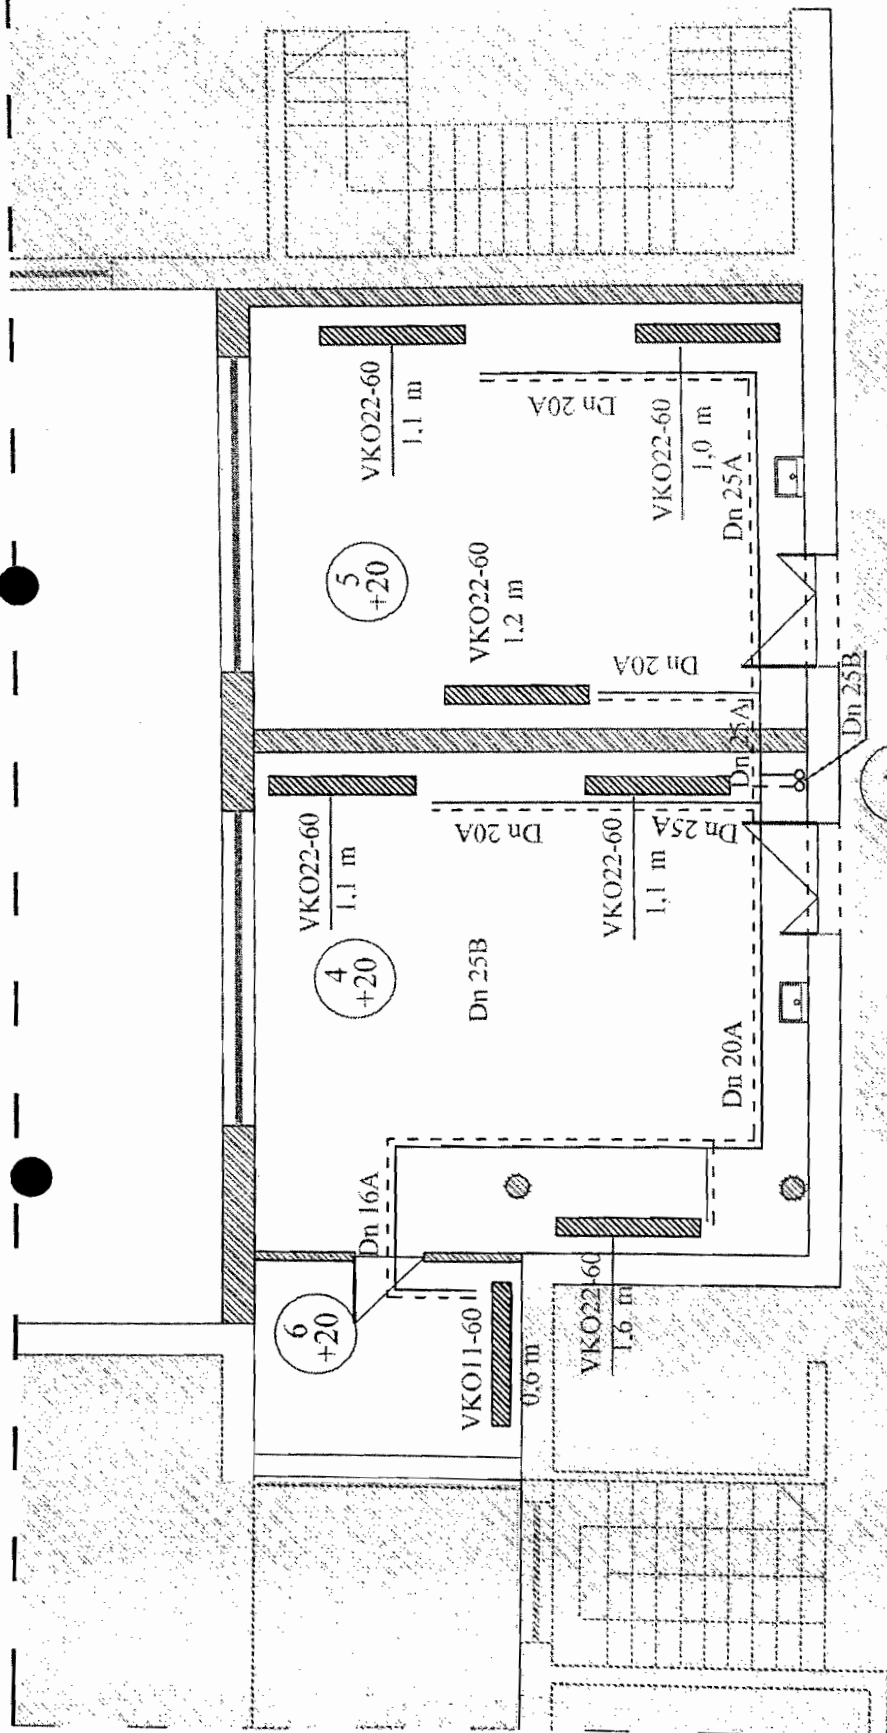 VKO22-60
1,1 m
VKO22-60
1,0 m
Dn 20A
Dn 25A
5
+20
VKO22-60
1,2 m
Dn 20A
Dn 25A
Dn 25B
VKO22-60
1,1 m
Dn 20A
VKO22-60
1,1 m
Dn 25A
4
+20
Dn 25B
Dn 20A
Dn 16A
6
+20
VKO11-60
0,6 m
VKO22-60
1,6 m